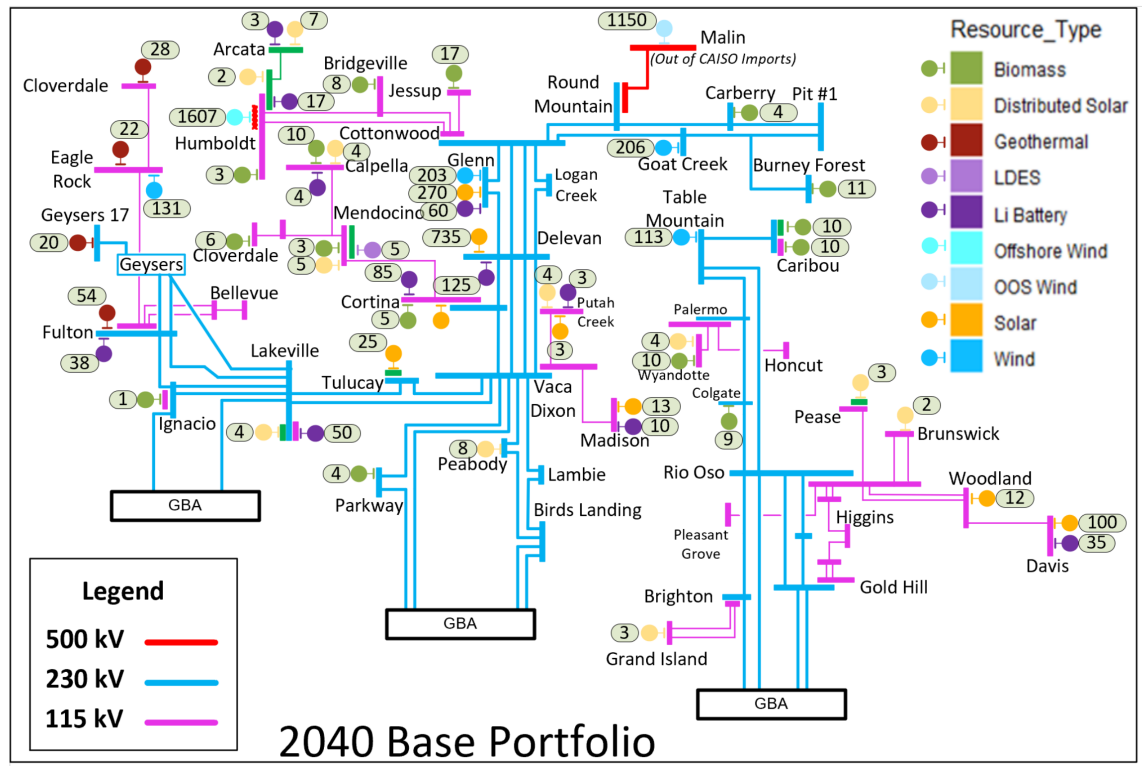 3
7
1150
Arcata
Malin
(Out of CAISO Imports)
28
Cloverdale
2
Bridgeville
17
8
Jessup
17
Round
Mountain
Carberry
Pit #1
4
1607
Humboldt
22
10
4
Cottonwood
206
Goat Creek
Burney Forest
11
Eagle
Rock
3
Calpella
4
Glenn
203
270
60
Logan
Creek
131
Mendocino
Table
Mountain
Geysers 17
20
6
Cloverdale
3
5
5
735
Delevan
113
10
10
Caribou
Geysers
85
125
4
3
54
Bellevue
Cortina
5
Putah
Creek
3
Palermo
Fulton
38
Lakeville
25
4
10
Wyandotte
Honcut
Tulucay
Vaca
Dixon
Colgate
3
Pease
1
Ignacio
13
10
Madison
9
2
Brunswick
4
50
8
Peabody
Rio Oso
Woodland
12
4
Parkway
Lambie
Birds Landing
Higgins
Pleasant
Grove
100
35
Davis
GBA
Gold Hill
Brighton
3
Grand Island
GBA
GBA
Legend
500 kV
230 kV
115 kV
2040 Base Portfolio
Resource_Type
Biomass
Distributed Solar
Geothermal
LDES
Li Battery
Offshore Wind
OOS Wind
Solar
Wind